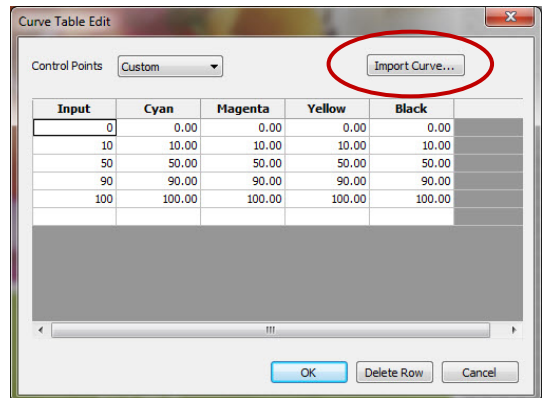 Curve Table Edit
Control Points Custom Import Curve...
Input Cyan Magenta Yellow Black
0 0.00 0.00 0.00 0.00
10 10.00 10.00 10.00 10.00
50 50.00 50.00 50.00 50.00
90 90.00 90.00 90.00 90.00
100 100.00 100.00 100.00 100.00
OK Delete Row Cancel